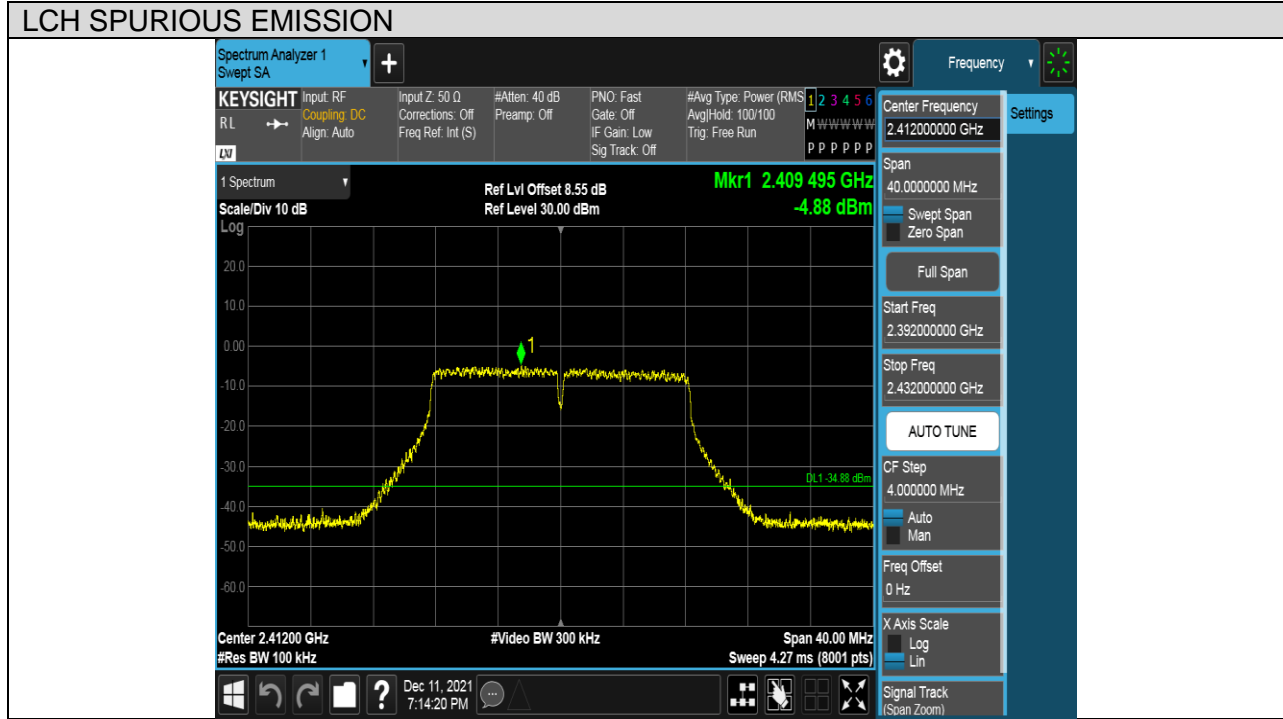 LCH SPURIOUS EMISSION
Spectrum Analyzer 1
Swept SA
+
Frequency
KEYSIGHT
RL
LXI
Input: RF
Coupling: DC
Align: Auto
Input Z: 50 Ω
Corrections: Off
Freq Ref: Int (S)
#Atten: 40 dB
Preamp: Off
PNO: Fast
Gate: Off
IF Gain: Low
Sig Track: Off
#Avg Type: Power (RMS
Avg|Hold: 100/100
Trig: Free Run
1 2 3 4 5 6
M W W W W W
P P P P P P
1 Spectrum
Scale/Div 10 dB
Ref Lvl Offset 8.55 dB
Ref Level 30.00 dBm
Mkr1 2.409 495 GHz
-4.88 dBm
Log
20.0
10.0
0.00
-10.0
-20.0
-30.0
-40.0
-50.0
-60.0
1
DL1 -34.88 dBm
Center 2.41200 GHz
#Res BW 100 kHz
#Video BW 300 kHz
Span 40.00 MHz
Sweep 4.27 ms (8001 pts)
?
Dec 11, 2021
7:14:20 PM
Center Frequency
2.412000000 GHz
Settings
Span
40.0000000 MHz
Swept Span
Zero Span
Full Span
Start Freq
2.392000000 GHz
Stop Freq
2.432000000 GHz
AUTO TUNE
CF Step
4.000000 MHz
Auto
Man
Freq Offset
0 Hz
X Axis Scale
Log
Lin
Signal Track
(Span Zoom)